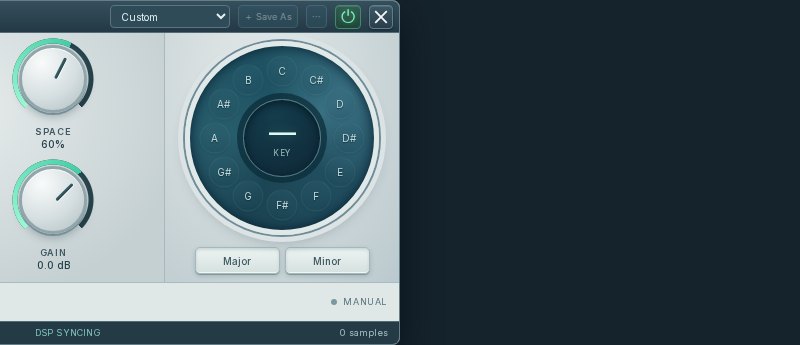 Custom
+ Save As
...
C
C#
D
D#
E
F
F#
G
G#
A
A#
B
—
KEY
SPACE
60%
GAIN
0.0 dB
Major
Minor
MANUAL
DSP SYNCING
0 samples